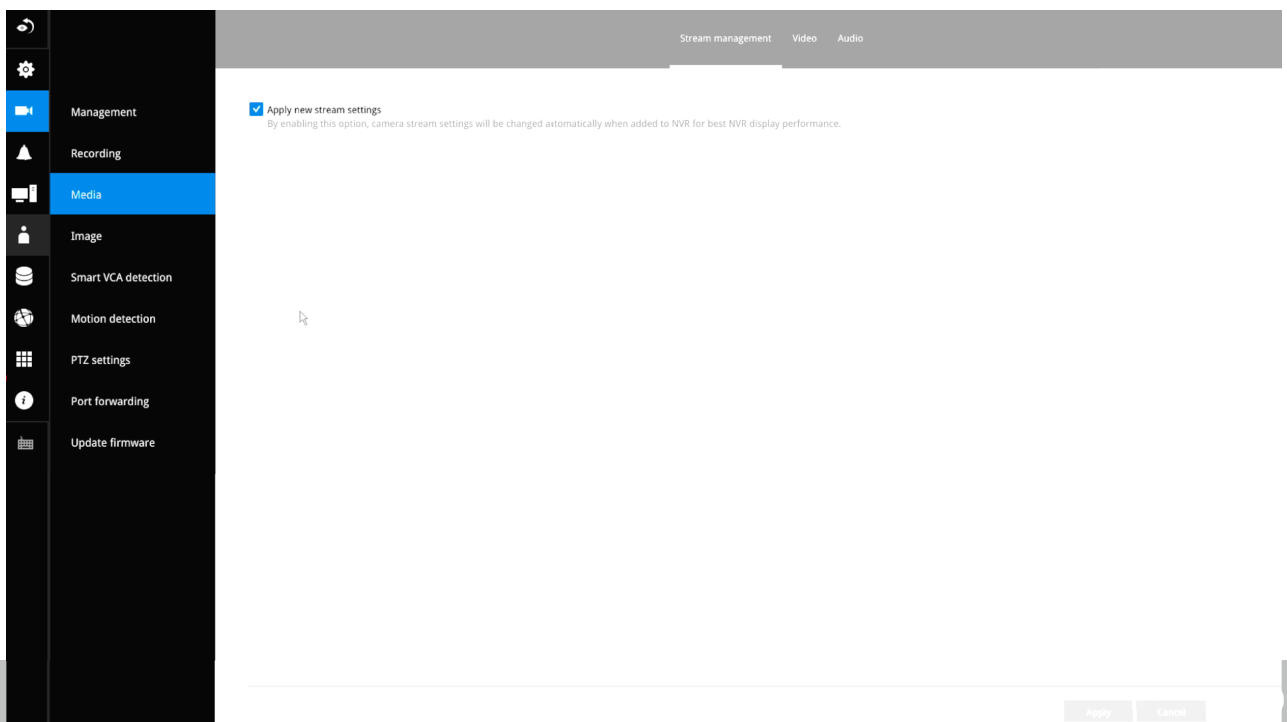 Stream management Video Audio
Management
Recording
Media
Image
Smart VCA detection
Motion detection
PTZ settings
Port forwarding
Update firmware
Apply new stream settings
By enabling this option, camera stream settings will be changed automatically when added to NVR for best NVR display performance.
Apply Cancel